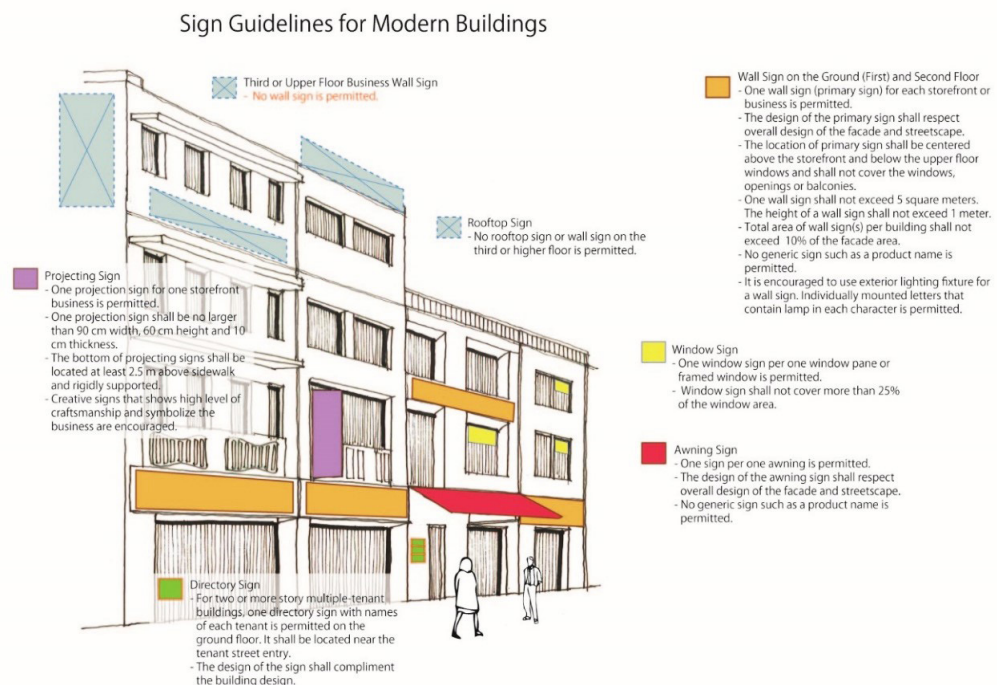 Sign Guidelines for Modern Buildings
Third or Upper Floor Business Wall Sign
- No wall sign is permitted.
Rooftop Sign
- No rooftop sign or wall sign on the
third or higher floor is permitted.
Projecting Sign
- One projection sign for one storefront
business is permitted.
- One projection sign shall be no larger
than 90 cm width, 60 cm height and 10
cm thickness.
- The bottom of projecting signs shall be
located at least 2.5 m above sidewalk
and rigidly supported.
- Creative signs that shows high level of
craftsmanship and symbolize the
business are encouraged.
Directory Sign
- For two or more story multiple-tenant
buildings, one directory sign with names
of each tenant is permitted on the
ground floor. It shall be located near the
tenant street entry.
- The design of the sign shall compliment
the building design.
Wall Sign on the Ground (First) and Second Floor
- One wall sign (primary sign) for each storefront or
business is permitted.
- The design of the primary sign shall respect
overall design of the facade and streetscape.
- The location of primary sign shall be centered
above the storefront and below the upper floor
windows and shall not cover the windows,
openings or balconies.
- One wall sign shall not exceed 5 square meters.
The height of a wall sign shall not exceed 1 meter.
- Total area of wall sign(s) per building shall not
exceed 10% of the facade area.
- No generic sign such as a product name is
permitted.
- It is encouraged to use exterior lighting fixture for
a wall sign. Individually mounted letters that
contain lamp in each character is permitted.
Window Sign
- One window sign per one window pane or
framed window is permitted.
- Window sign shall not cover more than 25%
of the window area.
Awning Sign
- One sign per one awning is permitted.
- The design of the awning sign shall respect
overall design of the facade and streetscape.
- No generic sign such as a product name is
permitted.